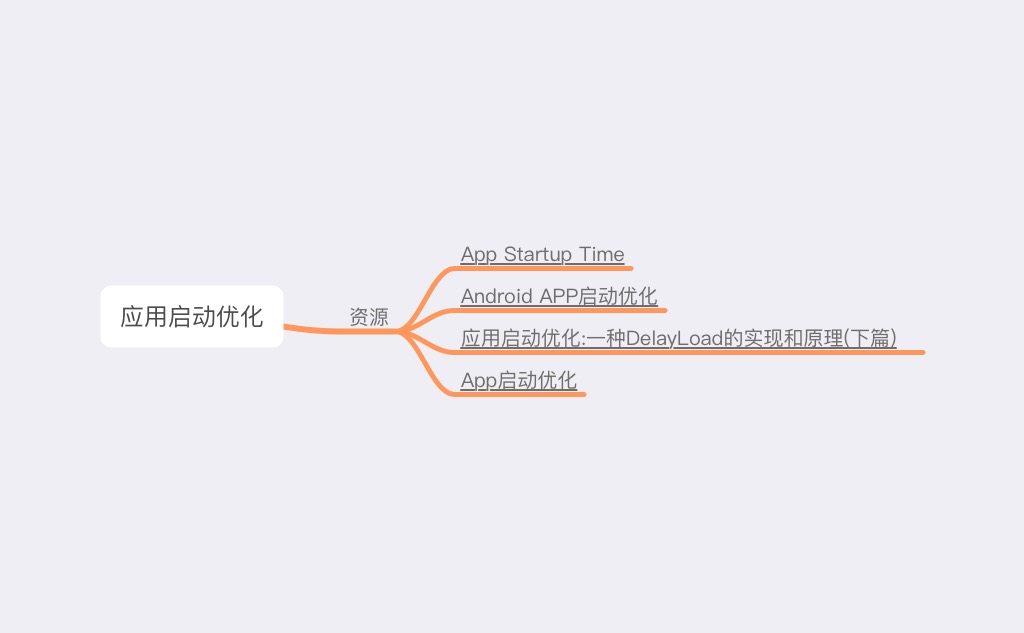 应用启动优化
资源
App Startup Time
Android APP启动优化
应用启动优化:一种DelayLoad的实现和原理(下篇)
App启动优化